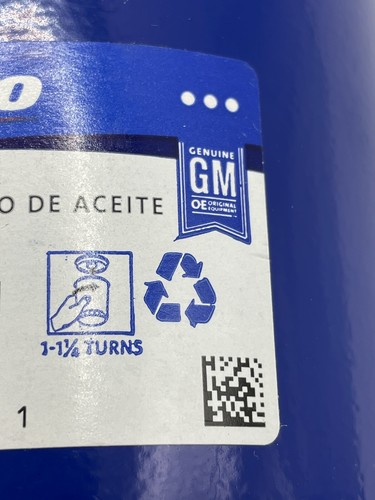 o
GENUINE
GM
OE ORIGINAL
EQUIPMENT
O DE ACEITE
1-1¼ TURNS
1